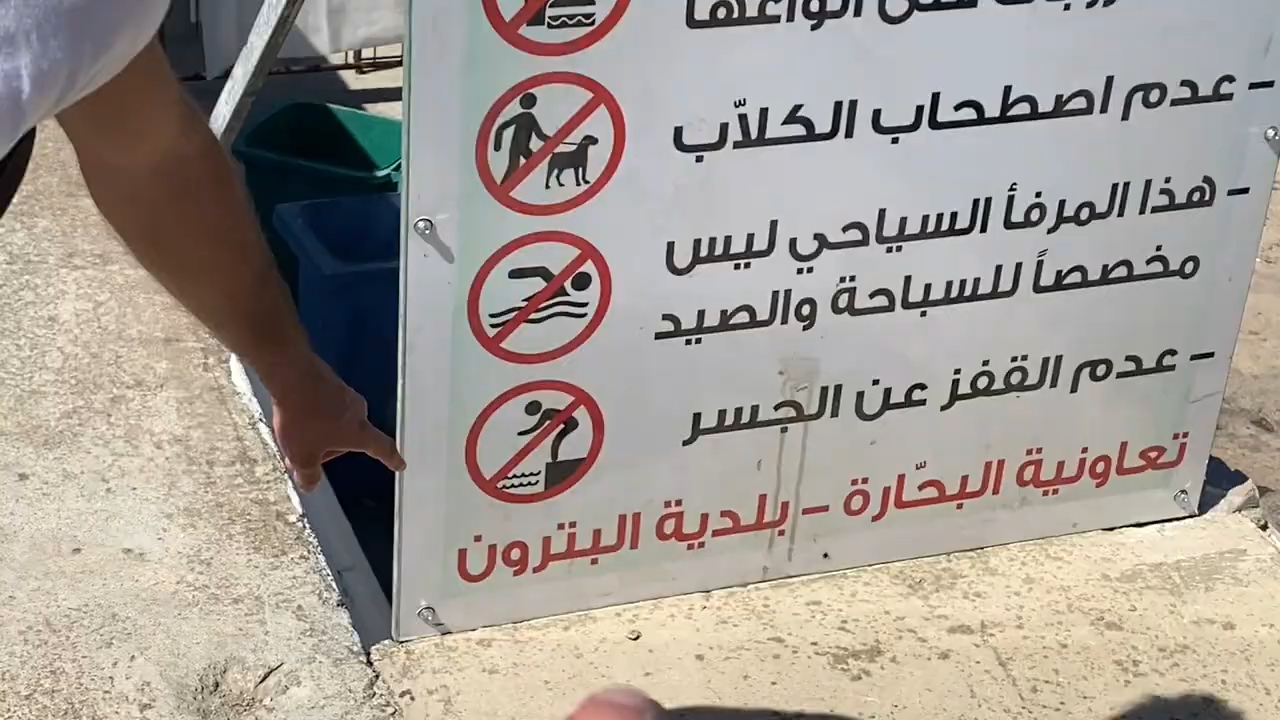 أنواعها
- عدم اصطحاب الكلاّب
- هذا المرفأ السياحي ليس
مخصصاً للسباحة والصيد
- عدم القفز عن الجسر
تعاونية البحّارة - بلدية البترون